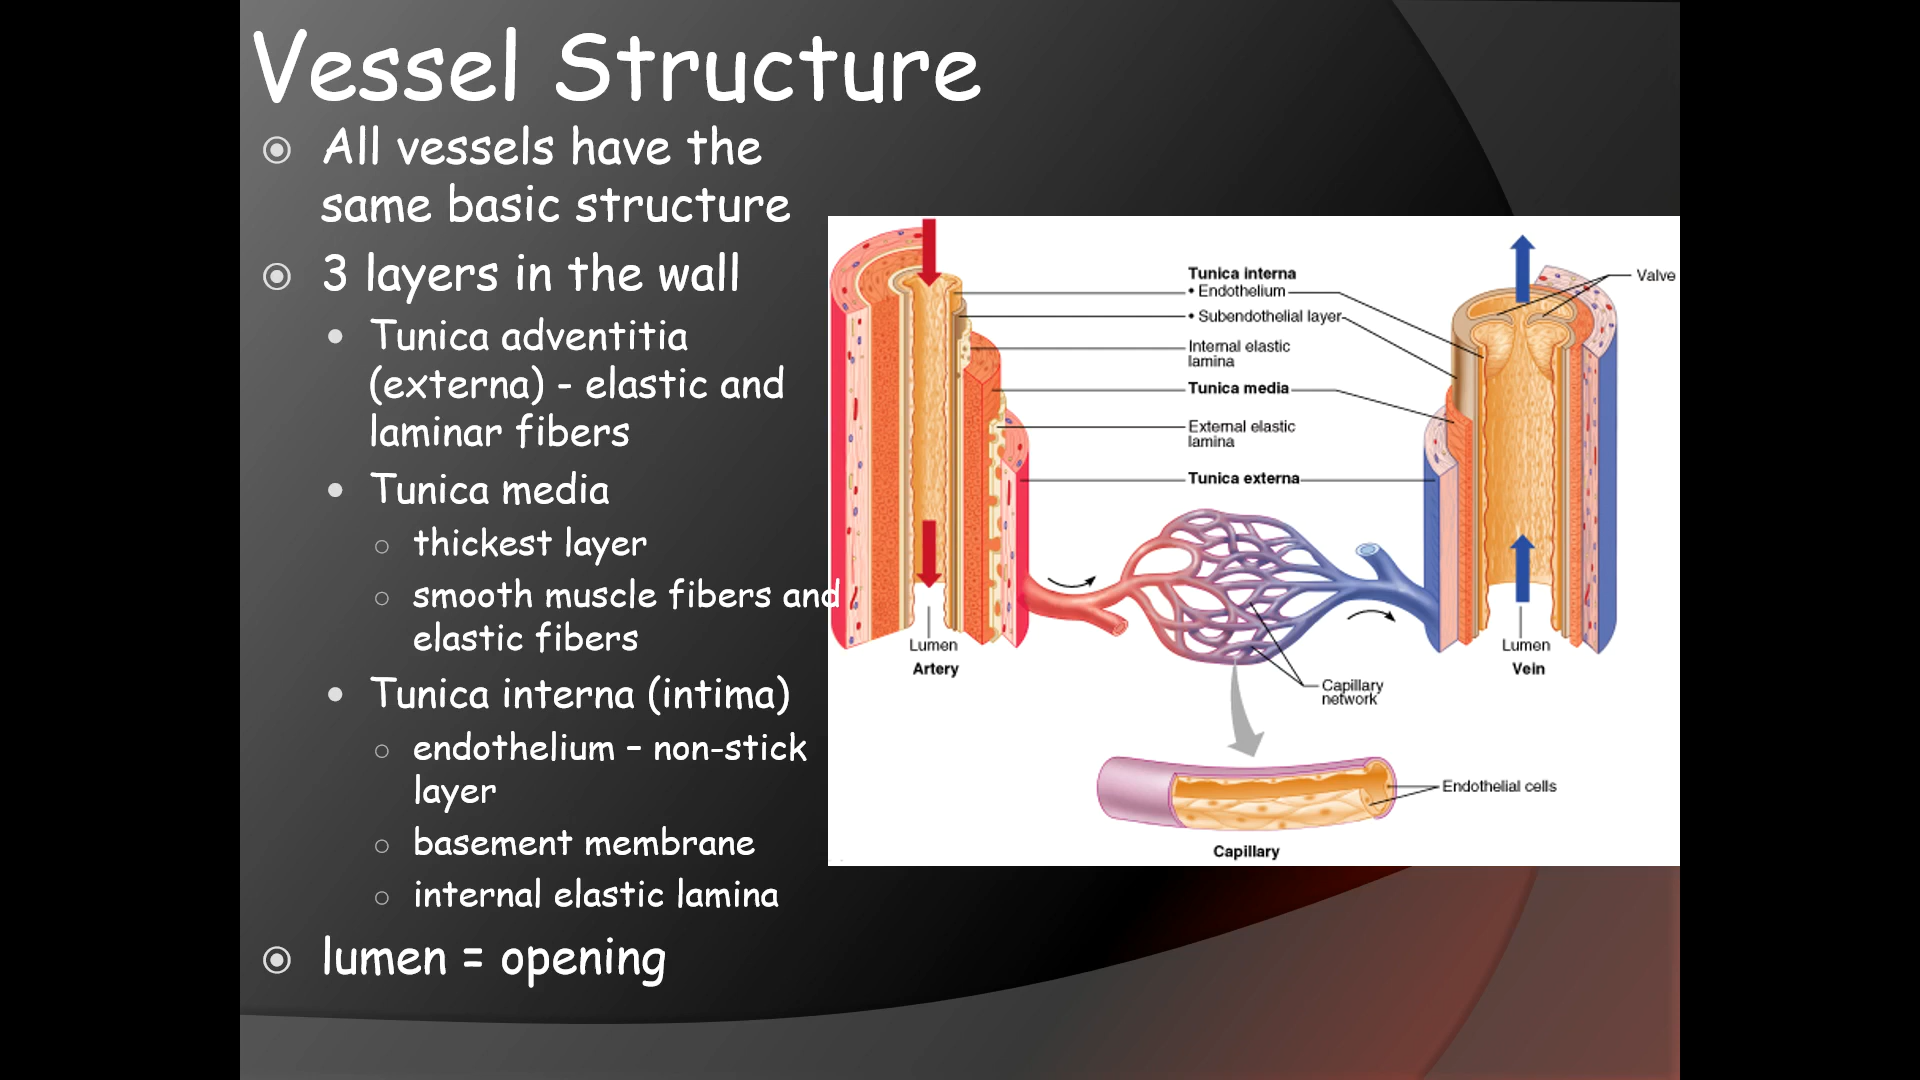 Vessel Structure
All vessels have the
same basic structure
3 layers in the wall
Tunica adventitia
(externa) - elastic and
laminar fibers
Tunica media
thickest layer
smooth muscle fibers and
elastic fibers
Tunica interna (intima)
endothelium – non-stick
layer
basement membrane
internal elastic lamina
lumen = opening
Tunica interna
• Endothelium
• Subendothelial layer
Internal elastic
lamina
Tunica media
External elastic
lamina
Tunica externa
Valve
Lumen
Artery
Lumen
Vein
Capillary
network
Endothelial cells
Capillary